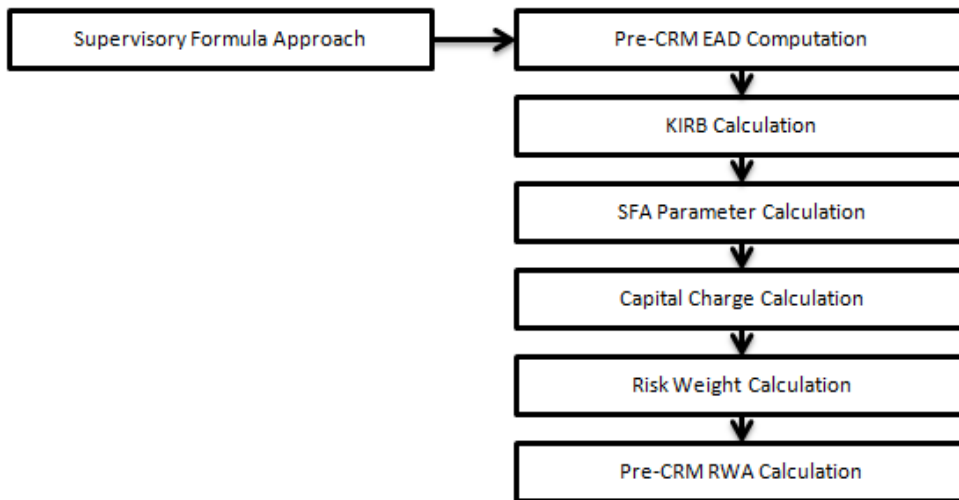 Supervisory Formula Approach
Pre-CRM EAD Computation
KIRB Calculation
SFA Parameter Calculation
Capital Charge Calculation
Risk Weight Calculation
Pre-CRM RWA Calculation